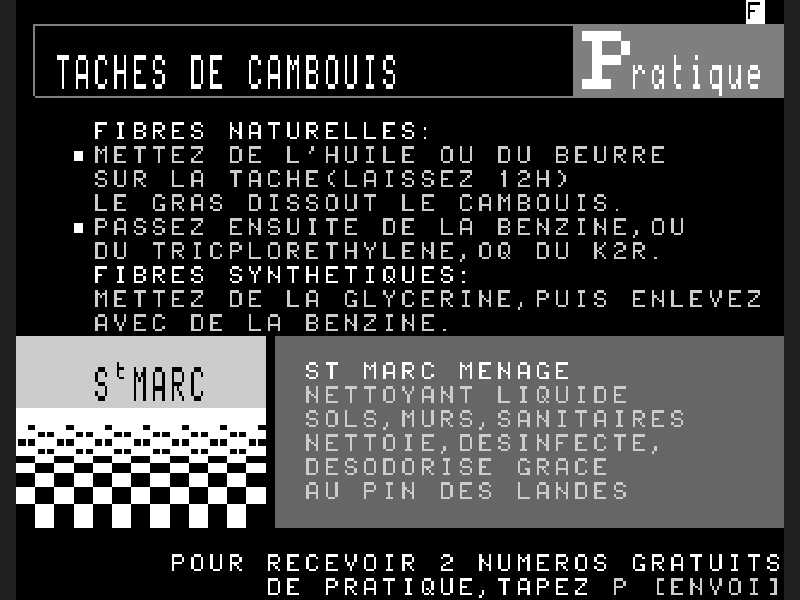 F
TACHES DE CAMBOUIS
Pratique
FIBRES NATURELLES:
METTEZ DE L'HUILE OU DU BEURRE
SUR LA TACHE(LAISSEZ 12H)
LE GRAS DISSOUT LE CAMBOUIS.
PASSEZ ENSUITE DE LA BENZINE,OU
DU TRICPLORETHYLENE,OQ DU K2R.
FIBRES SYNTHETIQUES:
METTEZ DE LA GLYCERINE,PUIS ENLEVEZ
AVEC DE LA BENZINE.
StMARC
ST MARC MENAGE
NETTOYANT LIQUIDE
SOLS,MURS,SANITAIRES
NETTOIE,DESINFECTE,
DESODORISE GRACE
AU PIN DES LANDES
POUR RECEVOIR 2 NUMEROS GRATUITS
DE PRATIQUE,TAPEZ P [ENVOI]